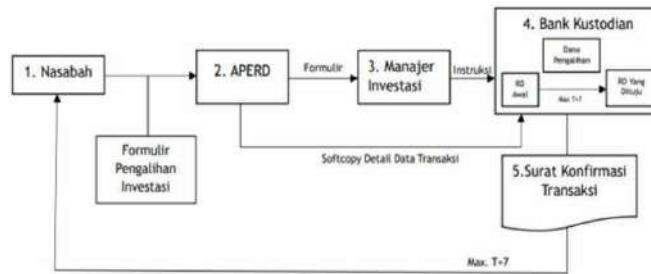 1. Nasabah
2. APERD
Formulir
3. Manajer
Investasi
Instruksi
4. Bank Kustodian
Dana
Pengalihan
RD
Awal
Max T+7
RD Yang
Dituju
Formulir
Pengalihan
Investasi
Softcopy Detail Data Transaksi
5.Surat Konfirmasi
Transaksi
Max. T+7